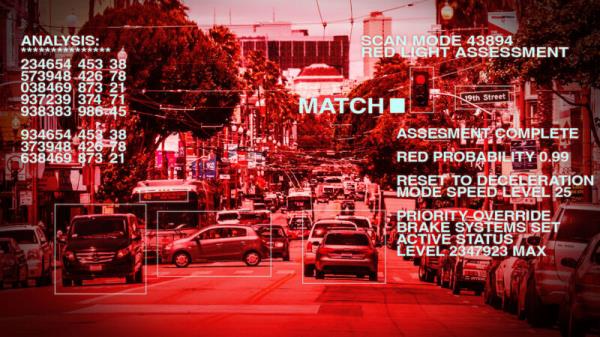 ANALYSIS:
******************
234654 453 38
573948 426 78
038469 873 21
937239 374 71
938383 986 45
934654 453 38
373948 426 78
638469 873 21
SCAN MODE 43894
RED LIGHT ASSESSMENT
MATCH
19th Street
ASSESMENT COMPLETE
RED PROBABILITY 0.99
RESET TO DECELERATION
MODE SPEED LEVEL 25
PRIORITY OVERRIDE
BRAKE SYSTEMS SET
ACTIVE STATUS
LEVEL 2347923 MAX